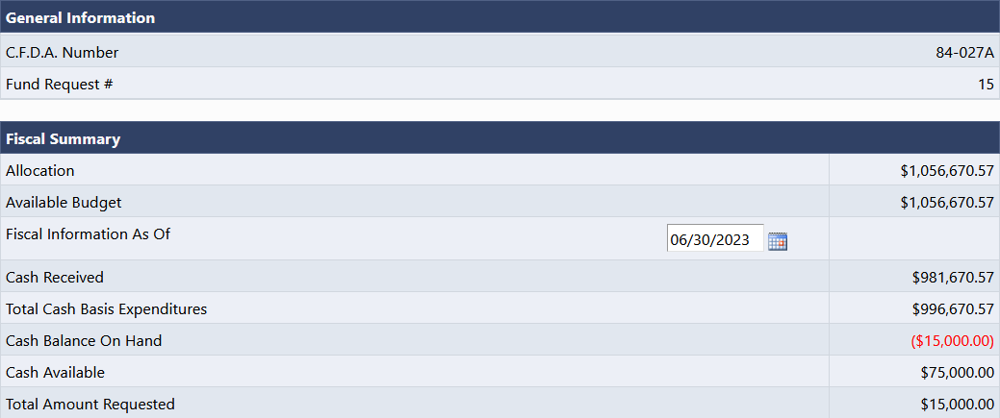 General Information
C.F.D.A. Number 84-027A
Fund Request # 15
Fiscal Summary
Allocation $1,056,670.57
Available Budget $1,056,670.57
Fiscal Information As Of 06/30/2023
Cash Received $981,670.57
Total Cash Basis Expenditures $996,670.57
Cash Balance On Hand ($15,000.00)
Cash Available $75,000.00
Total Amount Requested $15,000.00